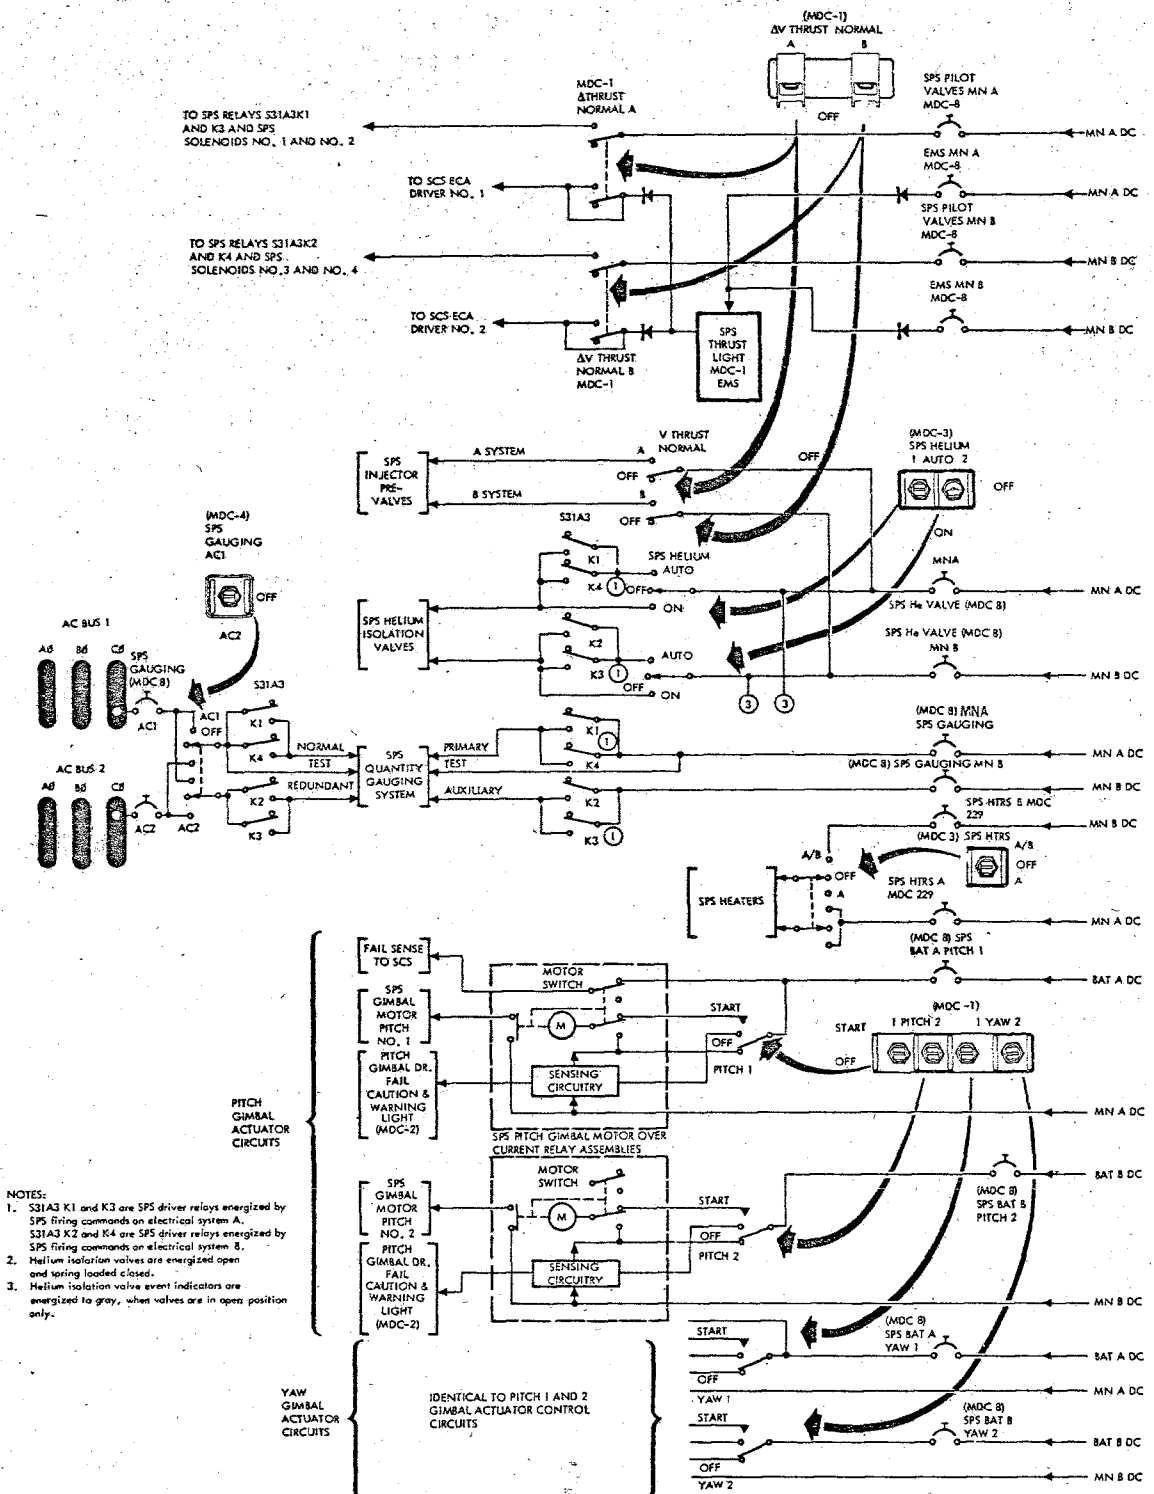 (MDC-1)
ΔV THRUST NORMAL
A B
OFF
MDC-1
ΔTHRUST
NORMAL A
SPS PILOT
VALVES MN A
MDC-8
TO SPS RELAYS S31A3K1
AND K3 AND SPS
SOLENOIDS NO. 1 AND NO. 2
MN A DC
EMS MN A
MDC-8
TO SCS ECA
DRIVER NO. 1
MN A DC
SPS PILOT
VALVES MN B
MDC-8
TO SPS RELAYS S31A3K2
AND K4 AND SPS
SOLENOIDS NO. 3 AND NO. 4
MN B DC
EMS MN B
MDC-8
TO SCS ECA
DRIVER NO. 2
MN B DC
ΔV THRUST
NORMAL B
MDC-1
SPS
THRUST
LIGHT
MDC-1
EMS
V THRUST
NORMAL
(MDC-3)
SPS HELIUM
1 AUTO 2
OFF
ON
OFF
SPS
INJECTOR
PRE-
VALVES
A SYSTEM
A
OFF
B SYSTEM
B
OFF
(MDC-4)
SPS
GAUGING
AC1
OFF
AC2
S31A3
K1
K4 1
SPS HELIUM
AUTO
OFF
ON
MNA
SPS He VALVE (MDC 8)
MN A DC
SPS HELIUM
ISOLATION
VALVES
K2
K3 1
AUTO
OFF
ON
SPS He VALVE (MDC 8)
MN B
MN B DC
3 3
AC BUS 1
AØ BØ CØ
SPS
GAUGING
(MDC 8)
AC1
AC1
OFF
S31A3
K1
K4
NORMAL
TEST
REDUNDANT
SPS
QUANTITY
GAUGING
SYSTEM
PRIMARY
TEST
AUXILIARY
K1
1
K4
(MDC 8) MNA
SPS GAUGING
MN A DC
(MDC 8) SPS GAUGING MN B
MN B DC
AC BUS 2
AØ BØ CØ
AC2
AC2
K2
K3
K2
K3 1
SPS HTRS B MDC
229
MN B DC
(MDC 3) SPS HTRS
A/B
OFF
A
SPS HEATERS
A/B
OFF
A
SPS HTRS A
MDC 229
MN A DC
(MDC 8) SPS
BAT A PITCH 1
BAT A DC
PITCH
GIMBAL
ACTUATOR
CIRCUITS
FAIL SENSE
TO SCS
SPS
GIMBAL
MOTOR
PITCH
NO. 1
PITCH
GIMBAL DR.
FAIL
CAUTION &
WARNING
LIGHT
(MDC-2)
MOTOR
SWITCH
M
SENSING
CIRCUITRY
START
OFF
PITCH 1
(MDC -1)
START
1 PITCH 2 1 YAW 2
OFF
MN A DC
SPS PITCH GIMBAL MOTOR OVER
CURRENT RELAY ASSEMBLIES
SPS
GIMBAL
MOTOR
PITCH
NO. 2
PITCH
GIMBAL DR.
FAIL
CAUTION &
WARNING
LIGHT
(MDC-2)
MOTOR
SWITCH
M
SENSING
CIRCUITRY
START
OFF
PITCH 2
BAT B DC
(MDC 8)
SPS BAT B
PITCH 2
MN B DC
NOTES:
1. S31A3 K1 and K3 are SPS driver relays energized by
SPS firing commands on electrical system A.
S31A3 K2 and K4 are SPS driver relays energized by
SPS firing commands on electrical system B.
2. Helium isolation valves are energized open
and spring loaded closed.
3. Helium isolation valve event indicators are
energized to gray, when valves are in open position
only.
YAW
GIMBAL
ACTUATOR
CIRCUITS
IDENTICAL TO PITCH 1 AND 2
GIMBAL ACTUATOR CONTROL
CIRCUITS
START
OFF
YAW 1
(MDC 8)
SPS BAT A
YAW 1
BAT A DC
MN A DC
START
OFF
YAW 2
(MDC 8)
SPS BAT B
YAW 2
BAT B DC
MN B DC